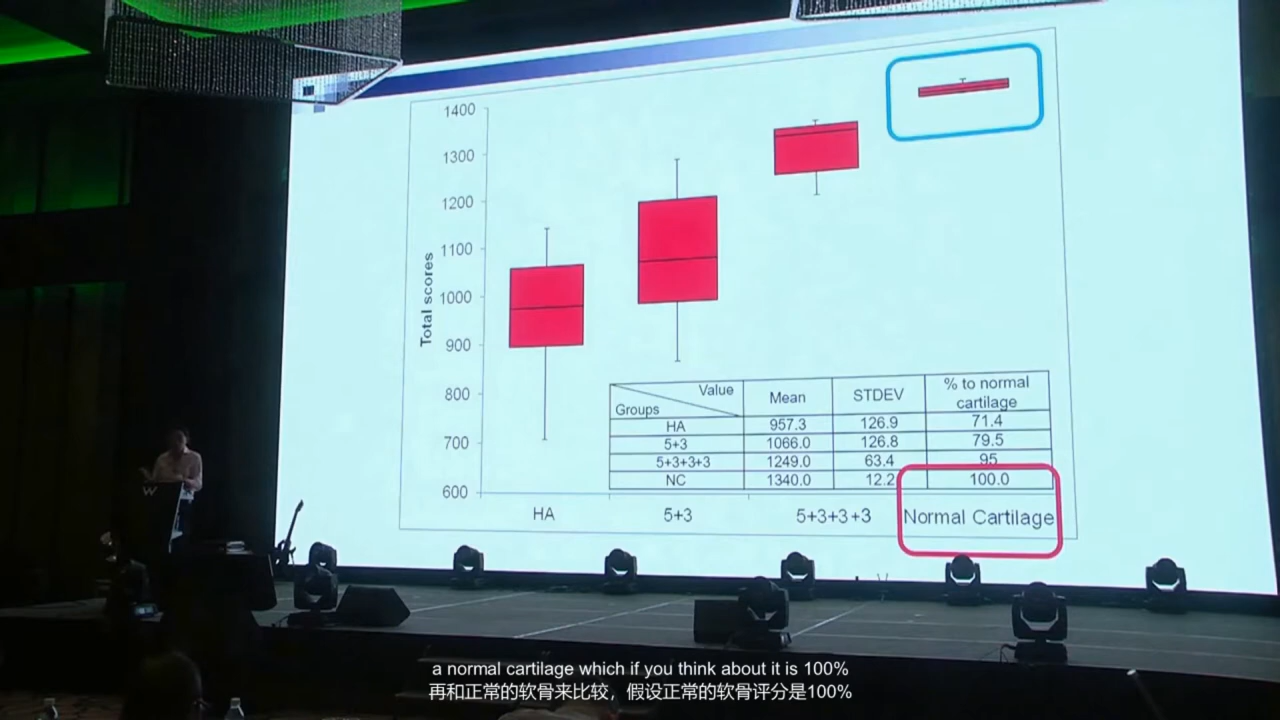 1400
1300
1200
1100
1000
900
800
700
600
Total scores
Value
Groups
Mean
STDEV
% to normal
cartilage
HA 957.3 126.9 71.4
5+3 1066.0 126.8 79.5
5+3+3+3 1249.0 63.4 95
NC 1340.0 12.2 100.0
HA 5+3 5+3+3+3 Normal Cartilage
W
a normal cartilage which if you think about it is 100%
再和正常的软骨来比较，假设正常的软骨评分是100%